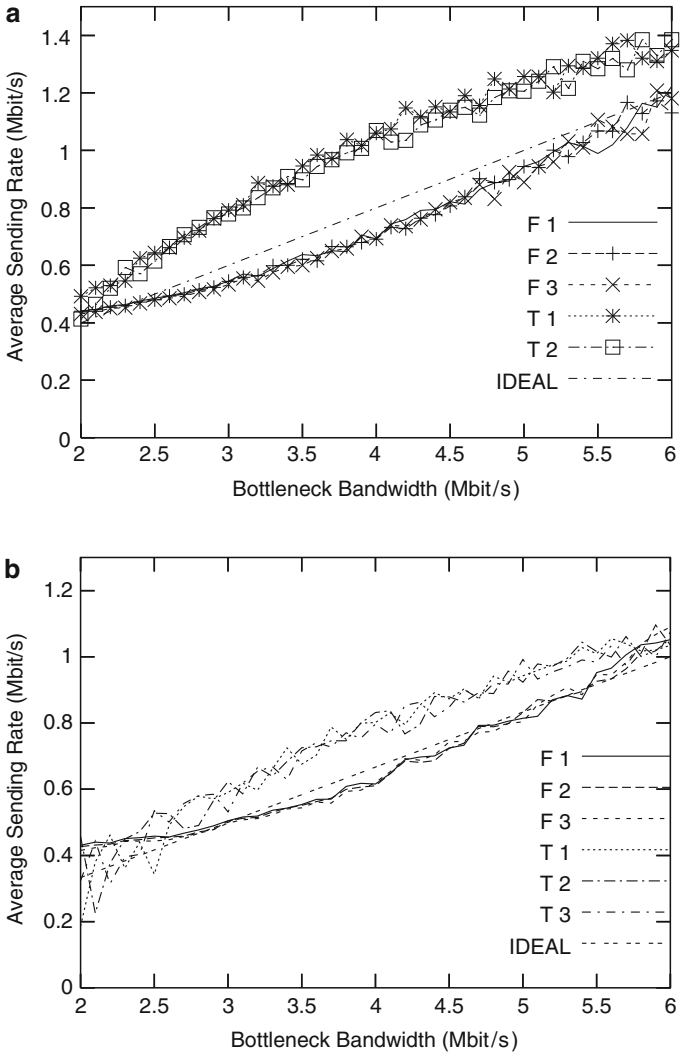 a
1.4
1.2
1
0.8
0.6
0.4
0.2
0
Average Sending Rate (Mbit/s)
F 1
F 2
F 3
T 1
T 2
IDEAL
2 2.5 3 3.5 4 4.5 5 5.5 6
Bottleneck Bandwidth (Mbit/s)
b
1.2
1
0.8
0.6
0.4
0.2
0
Average Sending Rate (Mbit/s)
F 1
F 2
F 3
T 1
T 2
T 3
IDEAL
2 2.5 3 3.5 4 4.5 5 5.5 6
Bottleneck Bandwidth (Mbit/s)